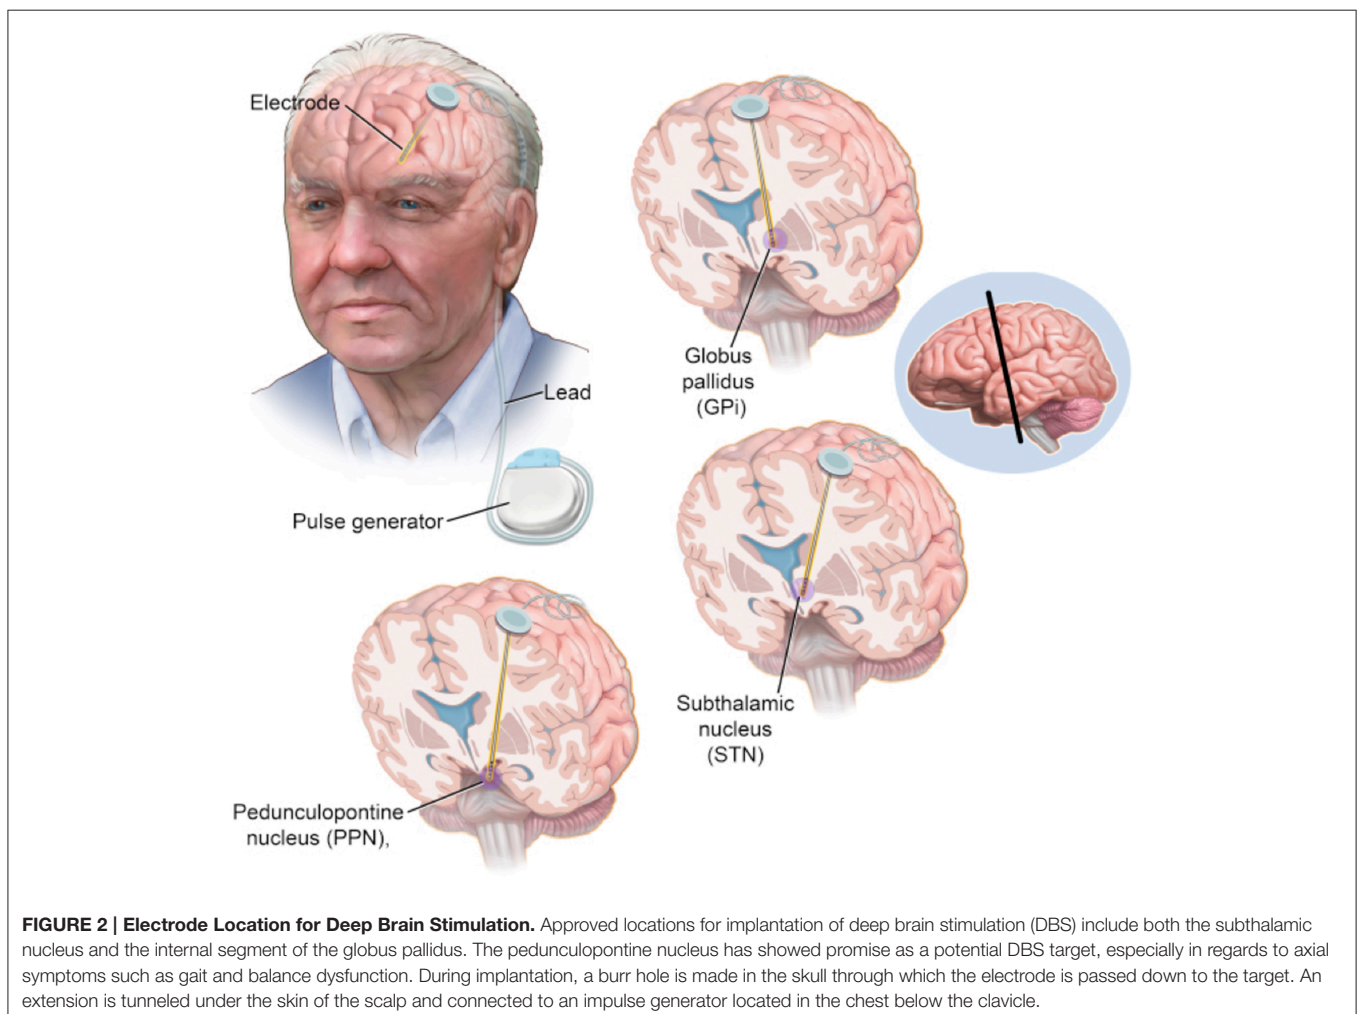 Electrode
Lead
Pulse generator
Globus
pallidus
(GPi)
Subthalamic
nucleus
(STN)
Pedunculopontine
nucleus (PPN),
FIGURE 2 | Electrode Location for Deep Brain Stimulation. Approved locations for implantation of deep brain stimulation (DBS) include both the subthalamic
nucleus and the internal segment of the globus pallidus. The pedunculopontine nucleus has showed promise as a potential DBS target, especially in regards to axial
symptoms such as gait and balance dysfunction. During implantation, a burr hole is made in the skull through which the electrode is passed down to the target. An
extension is tunneled under the skin of the scalp and connected to an impulse generator located in the chest below the clavicle.